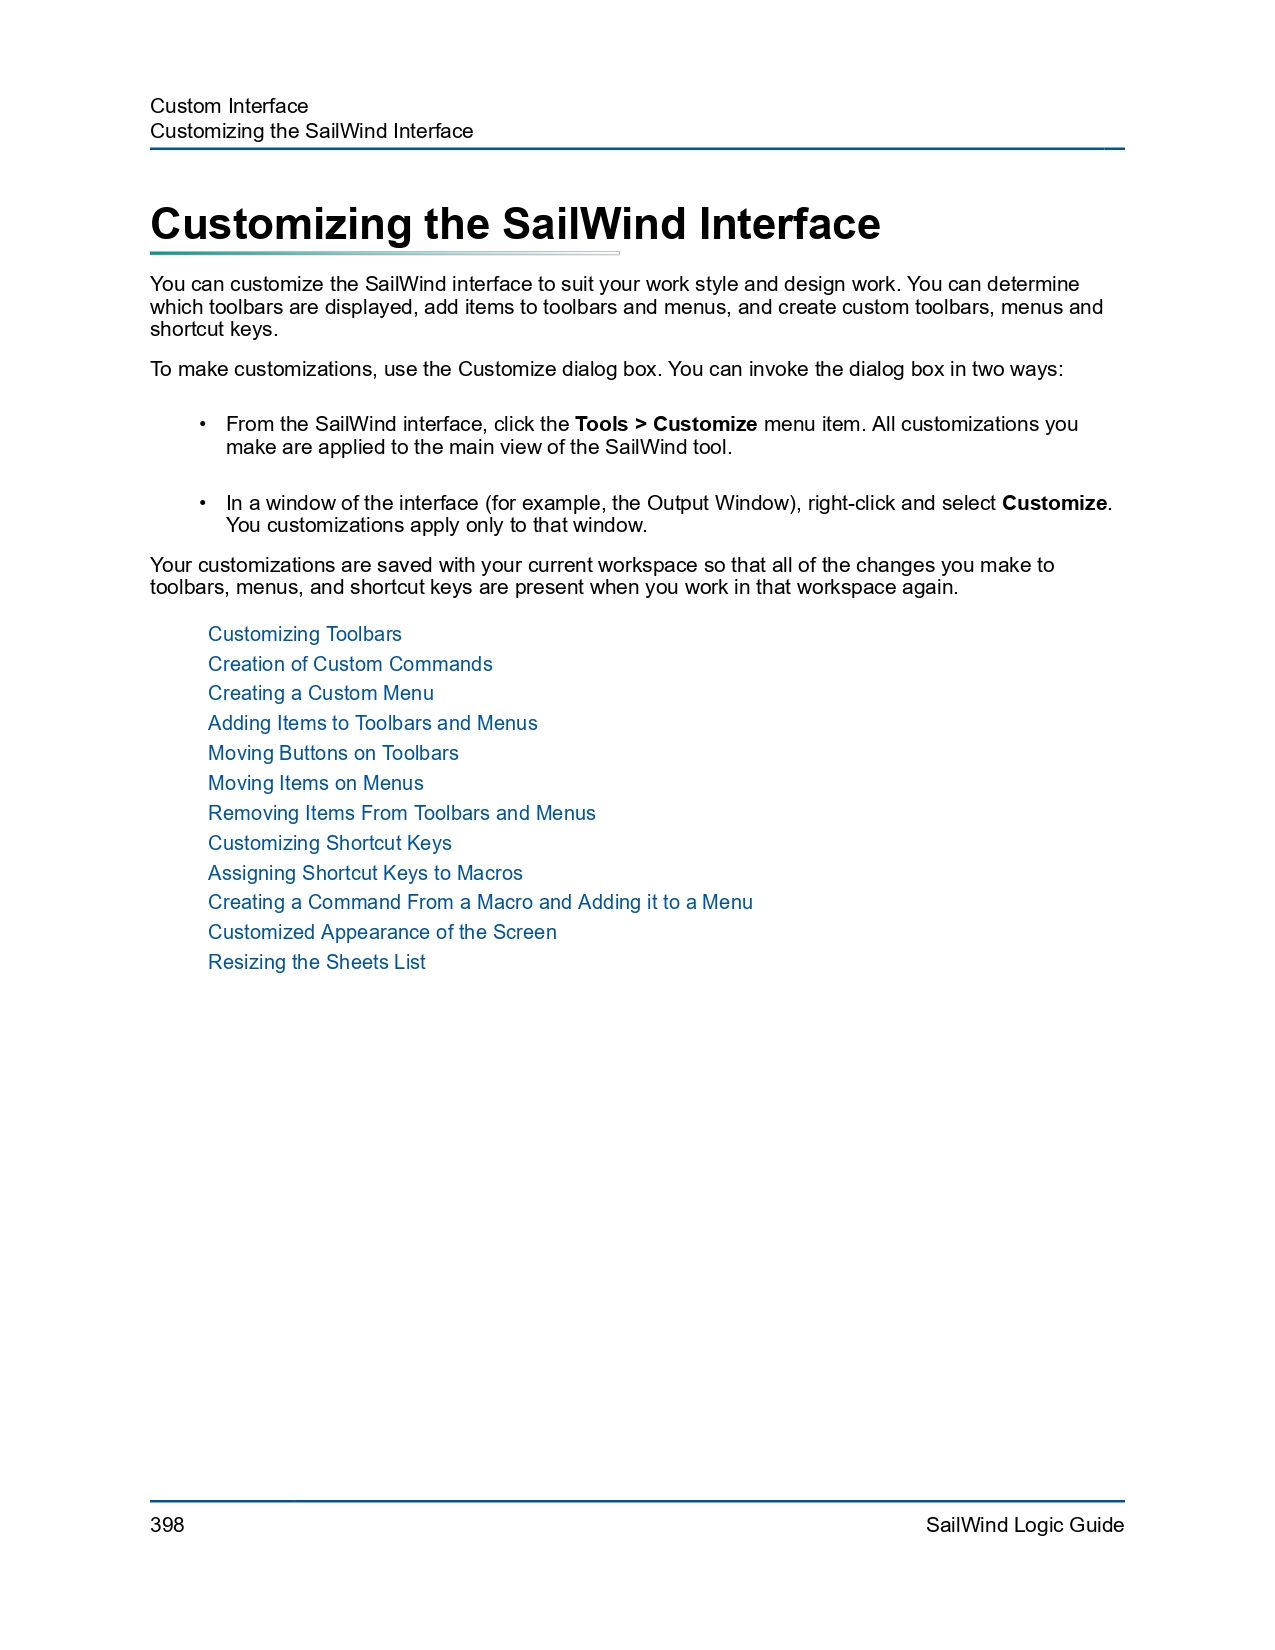 Custom Interface
Customizing the SailWind Interface
Customizing the SailWind Interface
You can customize the SailWind interface to suit your work style and design work. You can determine
which toolbars are displayed, add items to toolbars and menus, and create custom toolbars, menus and
shortcut keys.
To make customizations, use the Customize dialog box. You can invoke the dialog box in two ways:
• From the SailWind interface, click the Tools > Customize menu item. All customizations you
make are applied to the main view of the SailWind tool.
• In a window of the interface (for example, the Output Window), right-click and select Customize.
You customizations apply only to that window.
Your customizations are saved with your current workspace so that all of the changes you make to
toolbars, menus, and shortcut keys are present when you work in that workspace again.
Customizing Toolbars
Creation of Custom Commands
Creating a Custom Menu
Adding Items to Toolbars and Menus
Moving Buttons on Toolbars
Moving Items on Menus
Removing Items From Toolbars and Menus
Customizing Shortcut Keys
Assigning Shortcut Keys to Macros
Creating a Command From a Macro and Adding it to a Menu
Customized Appearance of the Screen
Resizing the Sheets List
398
SailWind Logic Guide